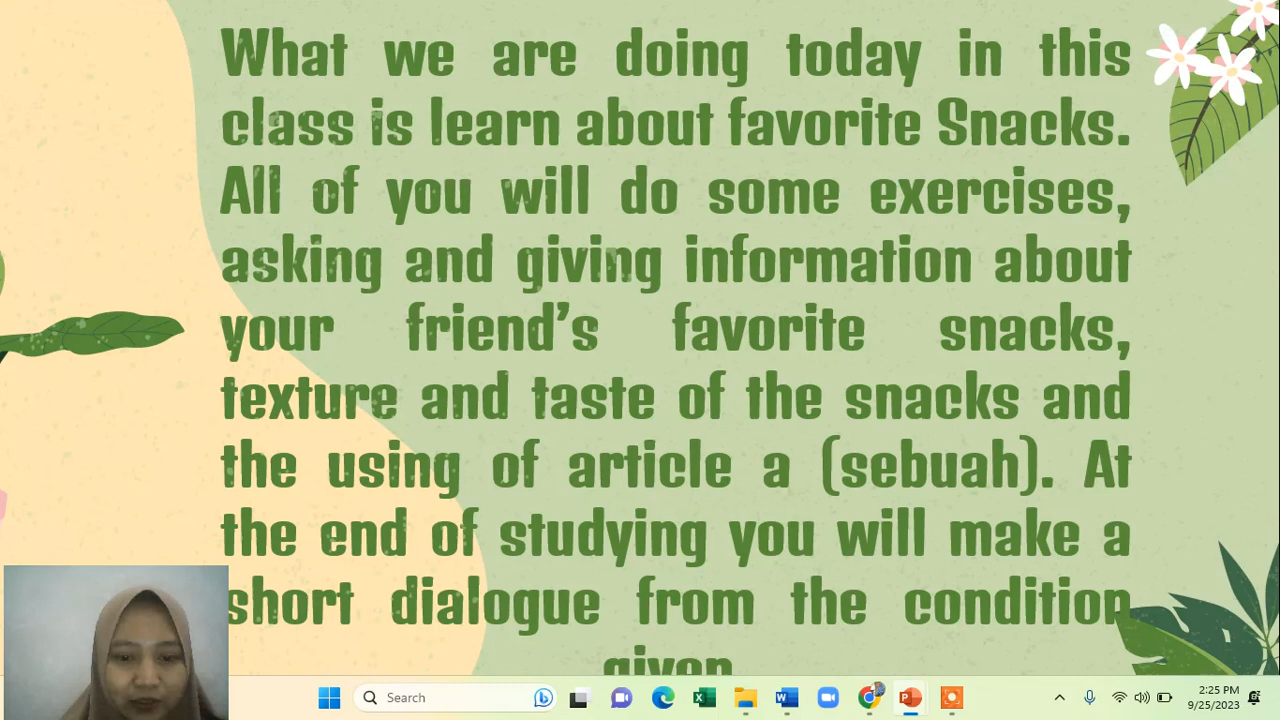 What we are doing today in this
class is learn about favorite Snacks.
All of you will do some exercises,
asking and giving information about
your friend's favorite snacks,
texture and taste of the snacks and
the using of article a (sebuah). At
the end of studying you will make a
short dialogue from the condition
given
Search
2:25 PM
9/25/2023